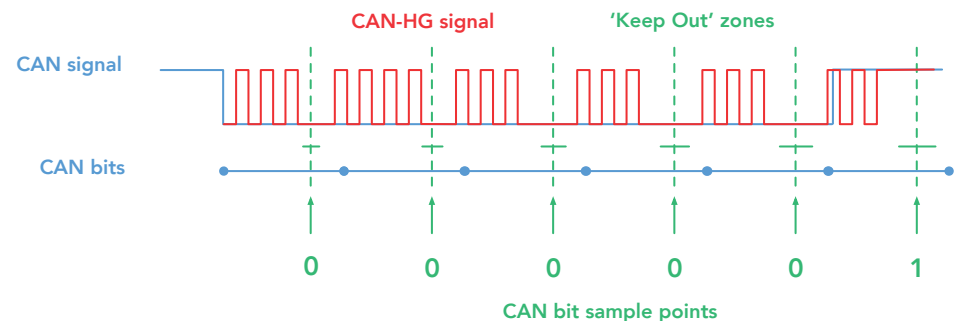 CAN-HG signal
‘Keep Out’ zones
CAN signal
CAN bits
0 0 0 0 0 1
CAN bit sample points